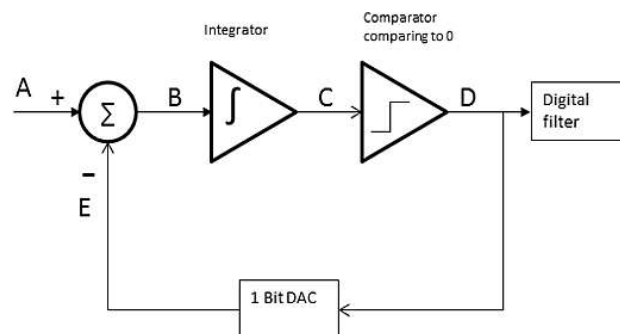 Integrator
Comparator
comparing to 0
A
+
Σ
B
∫
C
D
Digital
filter
−
E
1 Bit DAC